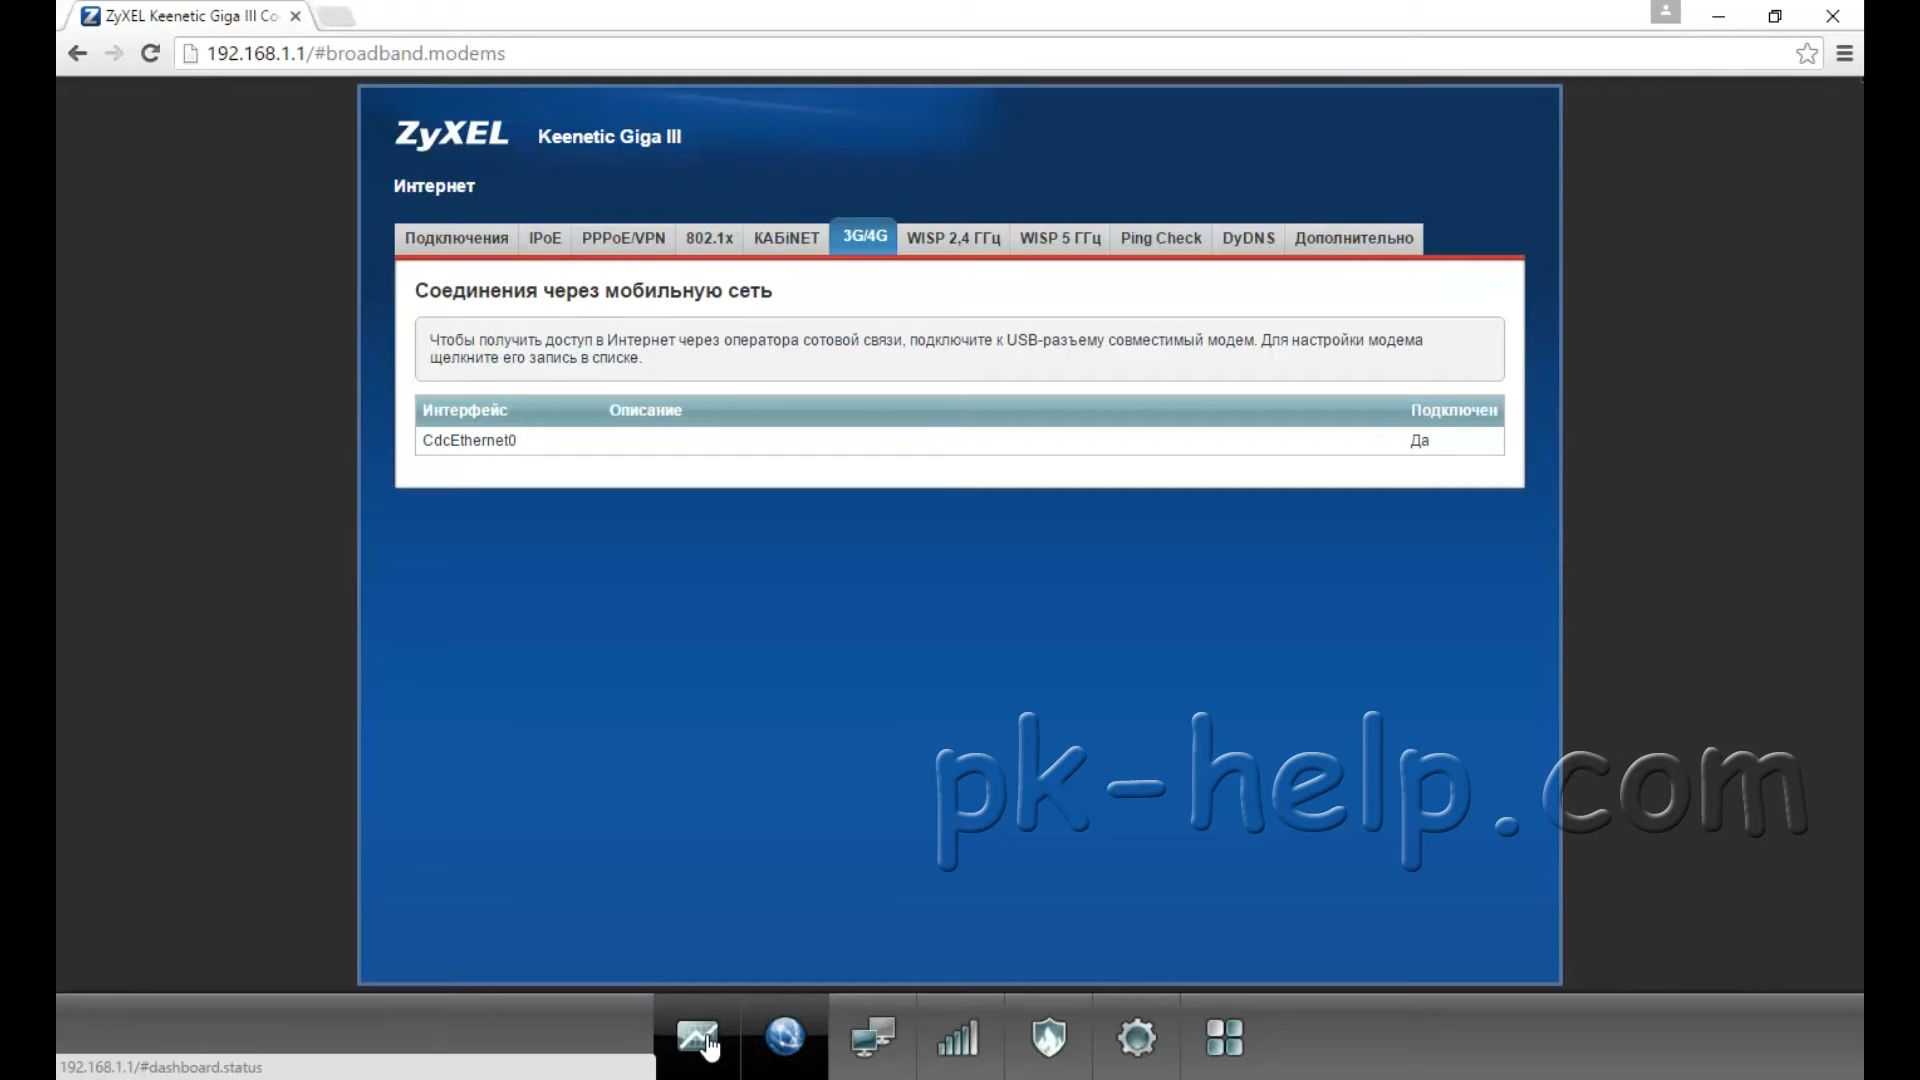 ZyXEL Keenetic Giga III Co
192.168.1.1/#broadband.modems
ZyXEL Keenetic Giga III
Интернет
Подключения IPoE PPPoE/VPN 802.1x КАБiNET 3G/4G WISP 2,4 ГГц WISP 5 ГГц Ping Check DyDNS Дополнительно
Соединения через мобильную сеть
Чтобы получить доступ в Интернет через оператора сотовой связи, подключите к USB-разъему совместимый модем. Для настройки модема
щелкните его запись в списке.
Интерфейс Описание Подключен
CdcEthernet0 Да
pk-help.com
192.168.1.1/#dashboard.status